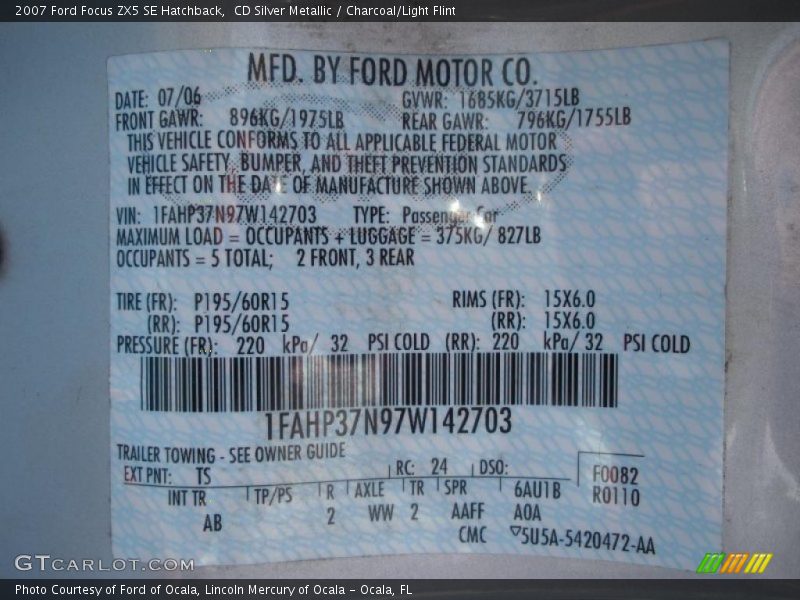 2007 Ford Focus ZX5 SE Hatchback, CD Silver Metallic / Charcoal/Light Flint
MFD. BY FORD MOTOR CO.
DATE: 07/06 GVWR: 1685KG/3715LB
FRONT GAWR: 896KG/1975LB REAR GAWR: 796KG/1755LB
THIS VEHICLE CONFORMS TO ALL APPLICABLE FEDERAL MOTOR
VEHICLE SAFETY, BUMPER, AND THEFT PREVENTION STANDARDS
IN EFFECT ON THE DATE OF MANUFACTURE SHOWN ABOVE.
VIN: 1FAHP37N97W142703 TYPE: Passenger Car
MAXIMUM LOAD = OCCUPANTS + LUGGAGE = 375KG/ 827LB
OCCUPANTS = 5 TOTAL; 2 FRONT, 3 REAR
TIRE (FR): P195/60R15 RIMS (FR): 15X6.0
(RR): P195/60R15 (RR): 15X6.0
PRESSURE (FR): 220 kPa/ 32 PSI COLD (RR): 220 kPa/ 32 PSI COLD
1FAHP37N97W142703
TRAILER TOWING - SEE OWNER GUIDE
EXT PNT: TS RC: 24 DSO: F0082
INT TR TP/PS R AXLE TR SPR 6AU1B R0110
AB 2 WW 2 AAFF A0A
CMC ▽5U5A-5420472-AA
GTCARLOT.COM
Photo Courtesy of Ford of Ocala, Lincoln Mercury of Ocala - Ocala, FL